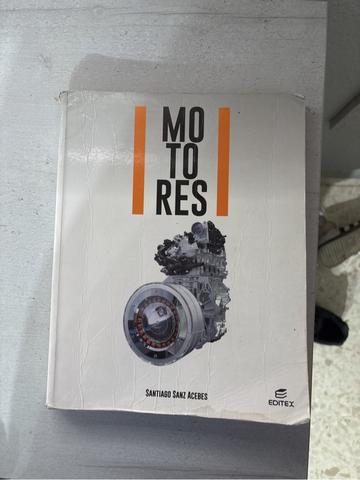 MO
TO
RES
SANTIAGO SANZ ACEBES
EDITEX